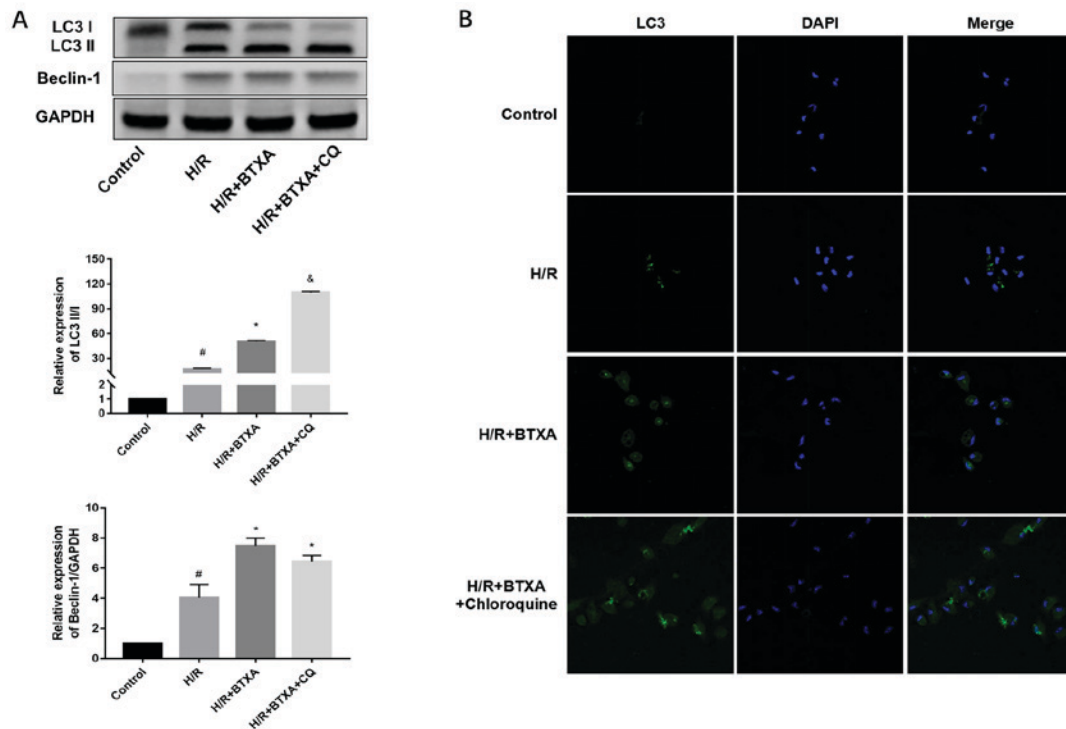 A
LC3 I
LC3 II
Beclin-1
GAPDH
Control
H/R
H/R+BTXA
H/R+BTXA+CQ
Relative expression
of LC3 II/I
150
120
90
60
30
2
1
0
#
*
&
Control
H/R
H/R+BTXA
H/R+BTXA+CQ
Relative expression
of Beclin-1/GAPDH
10
8
6
4
2
0
#
*
*
Control
H/R
H/R+BTXA
H/R+BTXA+CQ
B
LC3 DAPI Merge
Control
H/R
H/R+BTXA
H/R+BTXA
+Chloroquine